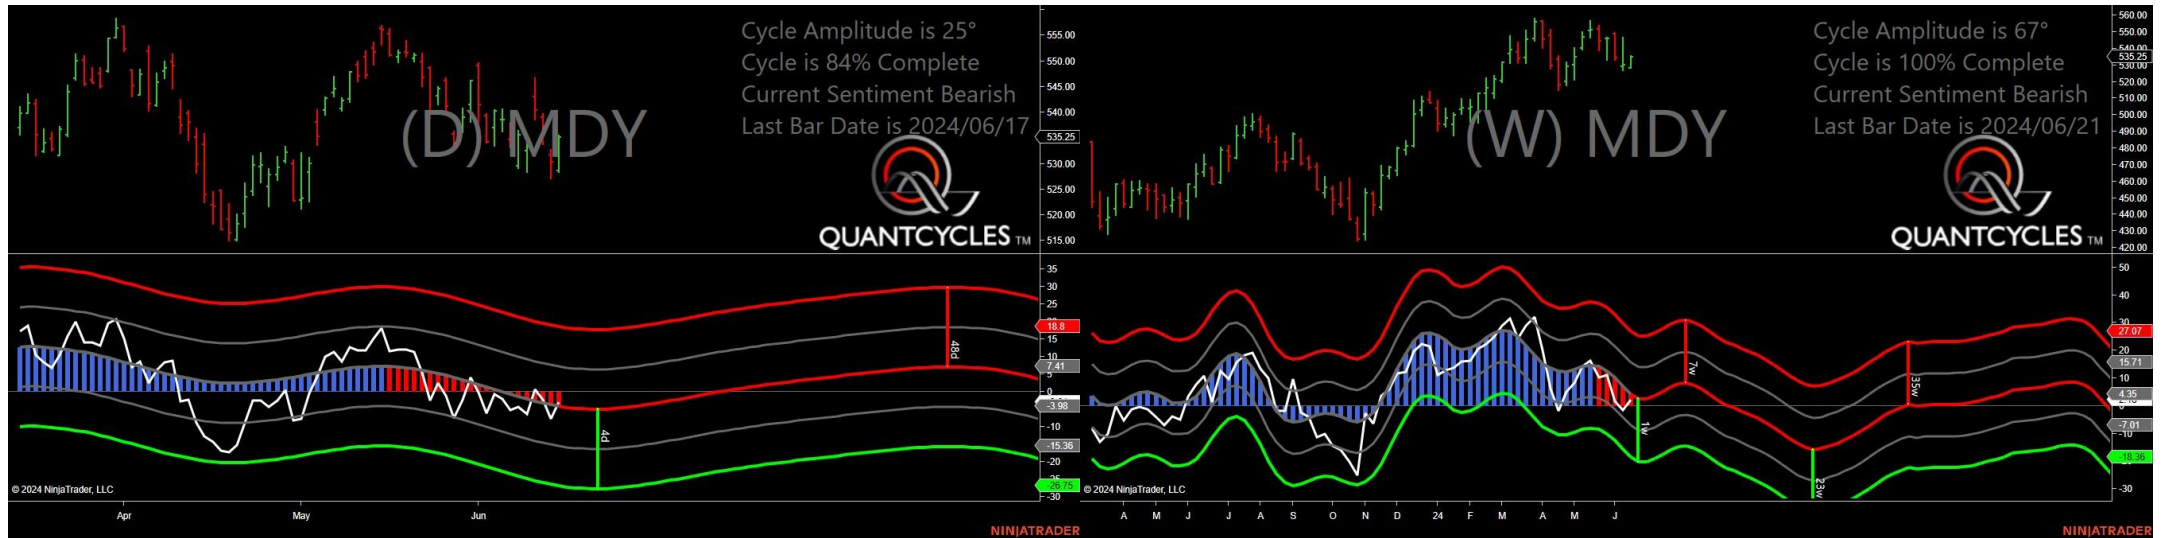 Cycle Amplitude is 25°
Cycle is 84% Complete
Current Sentiment Bearish
Last Bar Date is 2024/06/17
(D) MDY
QUANTCYCLES TM
555.00
550.00
545.00
540.00
535.25
530.00
525.00
520.00
515.00
35
30
25
18.8
15
10
7.41
5
0
-3.98
-10
-15.36
-20
-26.75
-30
48d
4d
© 2024 NinjaTrader, LLC
Apr May Jun
NINJATRADER
Cycle Amplitude is 67°
Cycle is 100% Complete
Current Sentiment Bearish
Last Bar Date is 2024/06/21
(W) MDY
QUANTCYCLES TM
560.00
550.00
540.00
535.25
530.00
520.00
510.00
500.00
490.00
480.00
470.00
460.00
450.00
440.00
430.00
420.00
50
40
30
27.07
20
15.71
10
4.35
0
-7.01
-10
-18.36
-30
7w
1w
23w
35w
© 2024 NinjaTrader, LLC
A M J J A S O N D 24 F M A M J
NINJATRADER